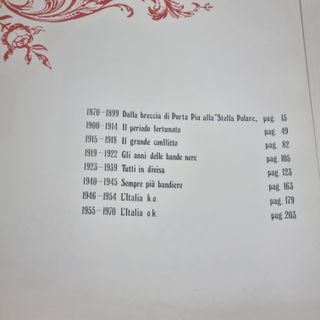 1870-1899 Dalla breccia di Porta Pia alla "Stella Polare„ pag. 13
1900-1914 Il periodo fortunato pag. 49
1915-1918 Il grande conflitto pag. 82
1919-1922 Gli anni delle bande nere pag. 105
1923-1939 Tutti in divisa pag. 123
1940-1945 Sempre più bandiere pag. 163
1946-1954 L'Italia k.o. pag. 179
1955-1970 L'Italia o.k. pag. 203